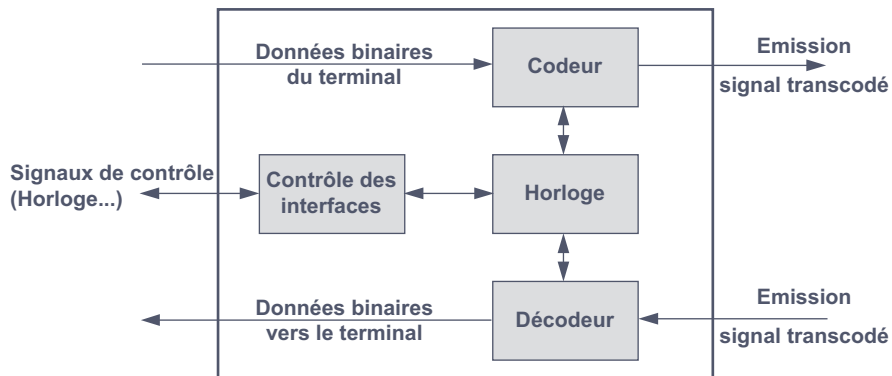 Données binaires
du terminal
Codeur
Emission
signal transcodé
Signaux de contrôle
(Horloge...)
Contrôle des
interfaces
Horloge
Données binaires
vers le terminal
Décodeur
Emission
signal transcodé